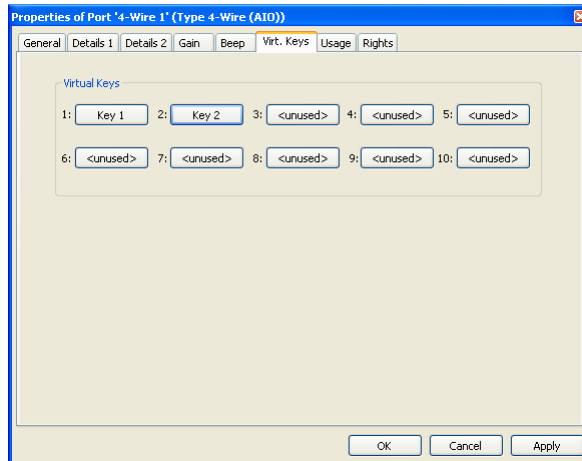 Properties of Port '4-Wire 1' (Type 4-Wire (AIO))
General Details 1 Details 2 Gain Beep Virt. Keys Usage Rights
Virtual Keys
1: Key 1 2: Key 2 3: <unused> 4: <unused> 5: <unused>
6: <unused> 7: <unused> 8: <unused> 9: <unused> 10: <unused>
OK Cancel Apply